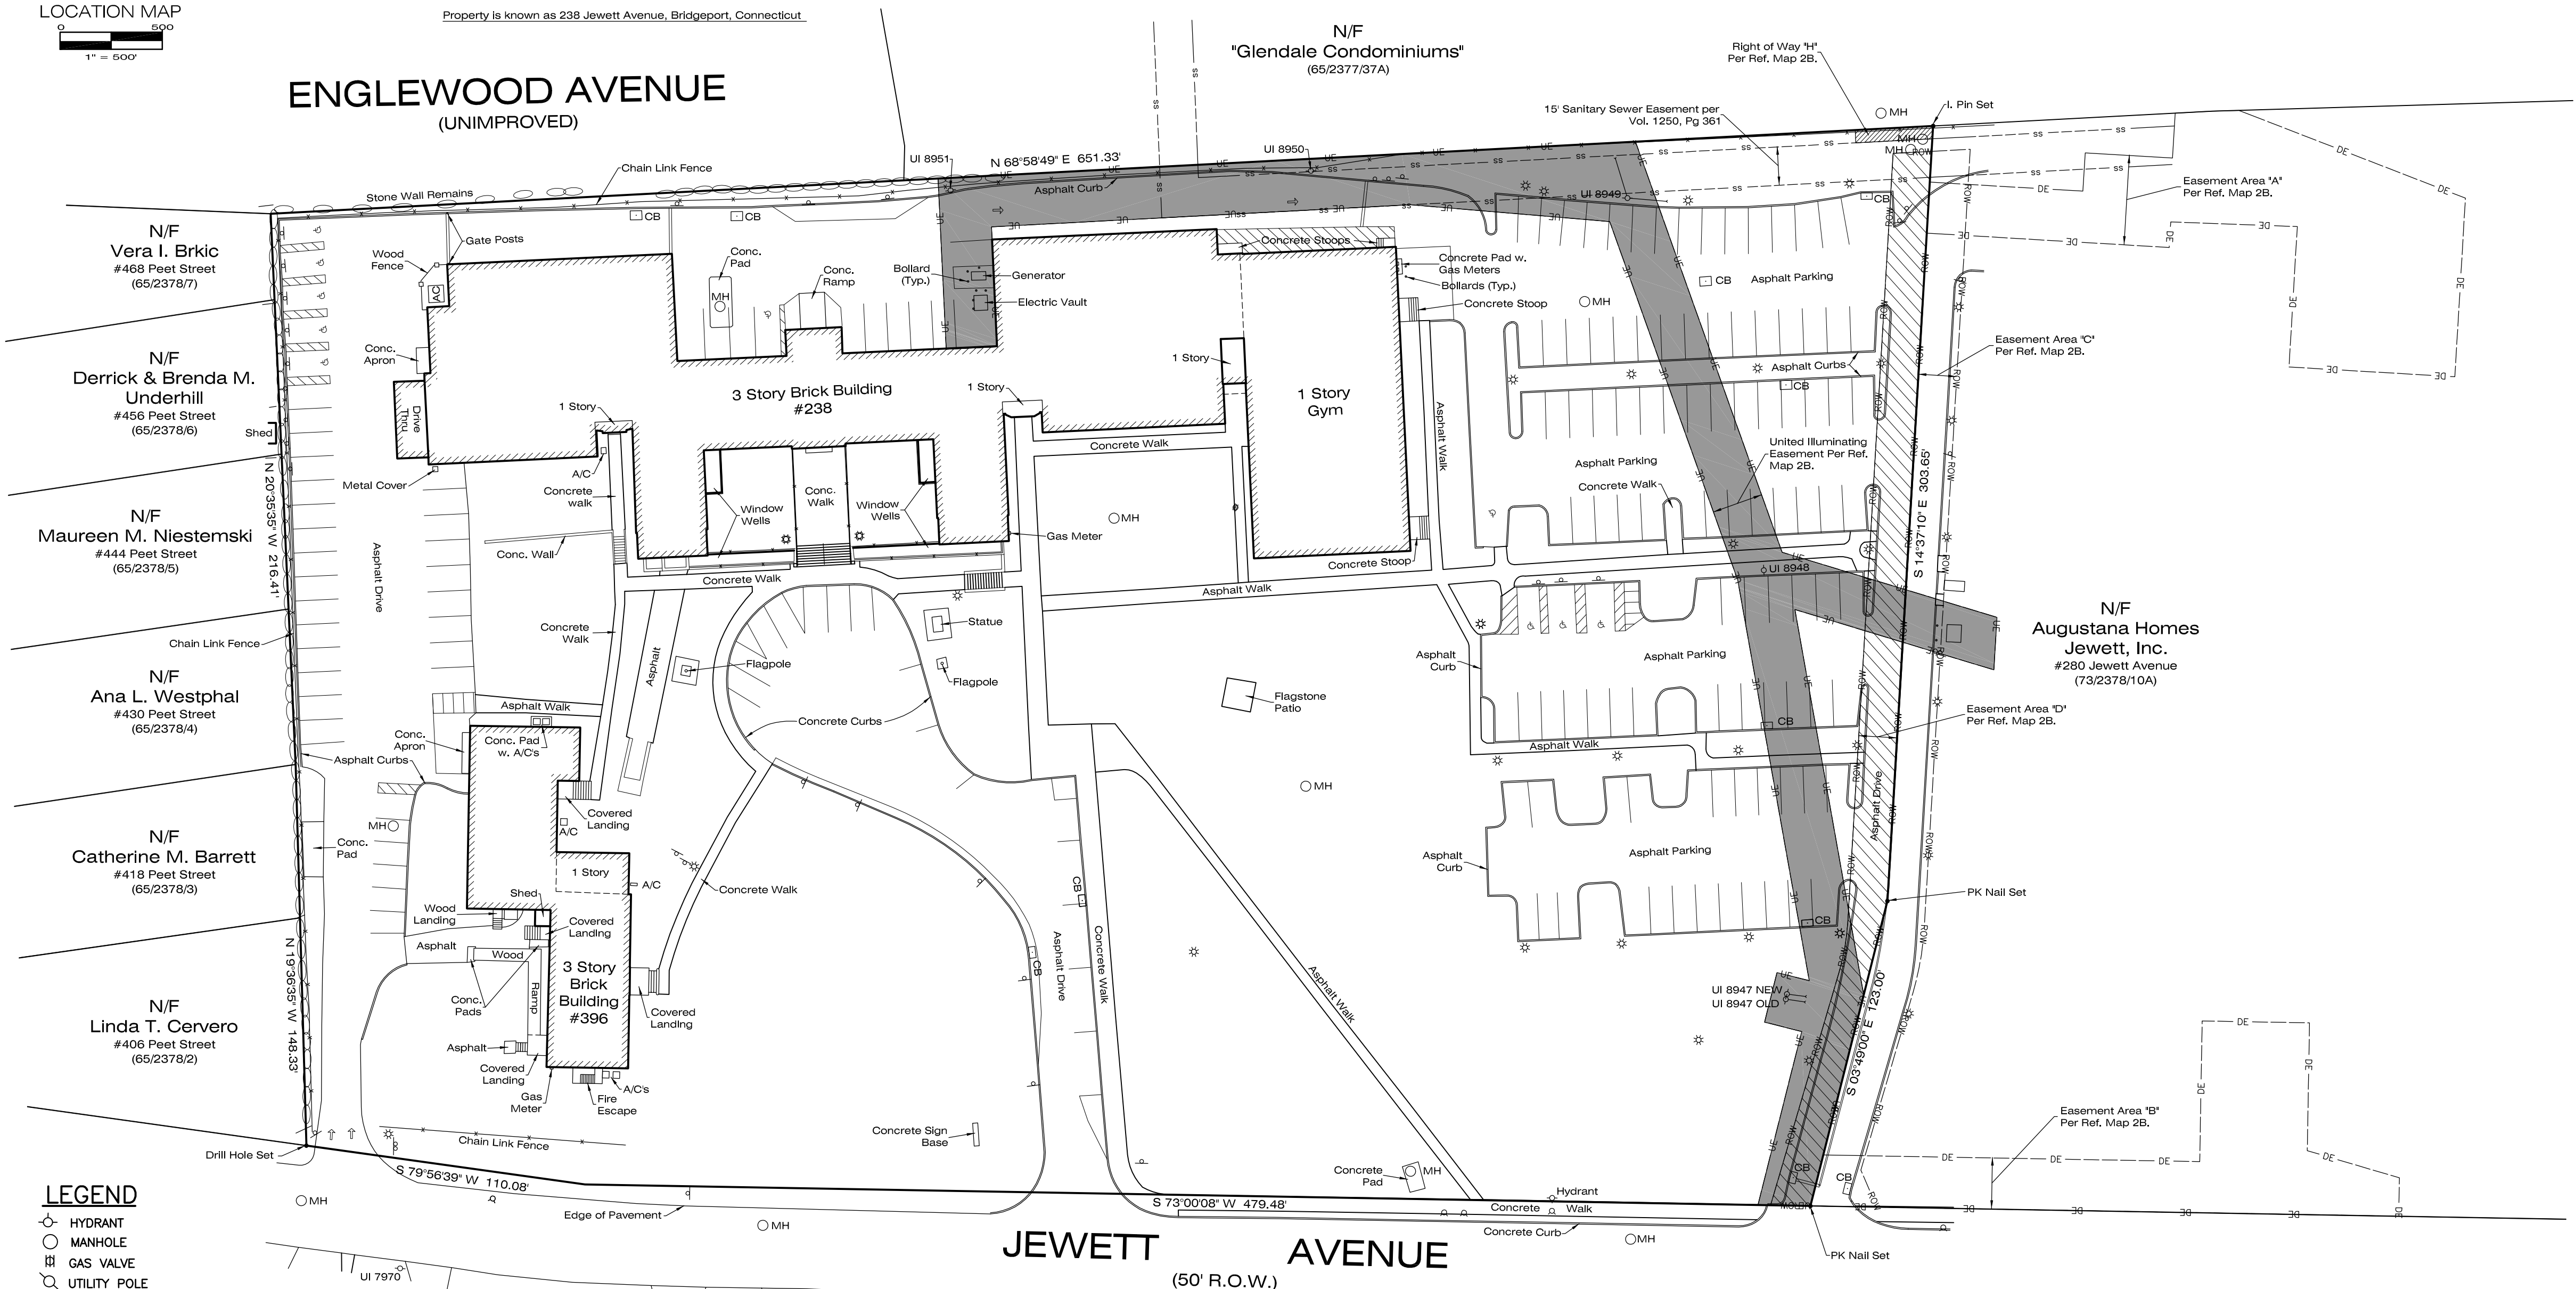 LOCATION MAP
0 500
1" = 500'
Property is known as 238 Jewett Avenue, Bridgeport, Connecticut
ENGLEWOOD AVENUE
(UNIMPROVED)
N/F
"Glendale Condominiums"
(65/2377/37A)
Right of Way "H"
Per Ref. Map 2B.
15' Sanitary Sewer Easement per
Vol. 1250, Pg 361
MH
I. Pin Set
MH
MH
Easement Area "A"
Per Ref. Map 2B.
Chain Link Fence
Stone Wall Remains
UI 8951
N 68°58'49" E 651.33'
UI 8950
Asphalt Curb
UI 8949
CB
CB
CB
Gate Posts
Wood
Fence
AC
Conc.
Pad
MH
Conc.
Ramp
Bollard
(Typ.)
Generator
Electric Vault
Concrete Stoops
Concrete Pad w.
Gas Meters
Bollards (Typ.)
Concrete Stoop
MH
CB
Asphalt Parking
N/F
Vera I. Brkic
#468 Peet Street
(65/2378/7)
N/F
Derrick & Brenda M.
Underhill
#456 Peet Street
(65/2378/6)
Shed
Conc.
Apron
Drive
Thru
1 Story
3 Story Brick Building
#238
1 Story
1 Story
1 Story
Gym
Asphalt Walk
Asphalt Curbs
CB
Easement Area "C"
Per Ref. Map 2B.
United Illuminating
Easement Per Ref.
Map 2B.
Asphalt Parking
Concrete Walk
S 14°37'10" E 303.65'
N 20°35'35" W 216.41'
Metal Cover
A/C
Concrete
walk
Window
Wells
Conc.
Walk
Window
Wells
Concrete Walk
MH
Gas Meter
Conc. Wall
Concrete Walk
Concrete Stoop
Asphalt Walk
UI 8948
N/F
Maureen M. Niestemski
#444 Peet Street
(65/2378/5)
Asphalt Drive
Chain Link Fence
Concrete
Walk
Asphalt
Flagpole
Statue
Flagpole
Concrete Curbs
Flagstone
Patio
Asphalt
Curb
Asphalt Parking
N/F
Augustana Homes
Jewett, Inc.
#280 Jewett Avenue
(73/2378/10A)
Easement Area "D"
Per Ref. Map 2B.
CB
Asphalt Walk
N/F
Ana L. Westphal
#430 Peet Street
(65/2378/4)
Asphalt Walk
Conc.
Apron
Conc. Pad
w. A/C's
Asphalt Curbs
Covered
Landing
A/C
MH
Conc.
Pad
MH
Asphalt Drive
N/F
Catherine M. Barrett
#418 Peet Street
(65/2378/3)
1 Story
A/C
Concrete Walk
Shed
Wood
Landing
Covered
Landing
Asphalt
Wood
Ramp
Conc.
Pads
3 Story
Brick
Building
#396
Covered
Landing
CB
CB
Asphalt Drive
Concrete Walk
Asphalt Walk
Asphalt
Curb
Asphalt Parking
CB
PK Nail Set
UI 8947 NEW
UI 8947 OLD
S 03°49'00" E 123.00'
N/F
Linda T. Cervero
#406 Peet Street
(65/2378/2)
N 19°36'35" W 148.33'
Asphalt
Covered
Landing
Gas
Meter
A/C's
Fire
Escape
Chain Link Fence
Drill Hole Set
Concrete Sign
Base
Easement Area "B"
Per Ref. Map 2B.
Concrete
Pad
MH
CB
CB
Hydrant
S 79°56'39" W 110.08'
Edge of Pavement
MH
MH
S 73°00'08" W 479.48'
Concrete Walk
Concrete Curb
MH
PK Nail Set
JEWETT AVENUE
(50' R.O.W.)
UI 7970
LEGEND
HYDRANT
MANHOLE
GAS VALVE
UTILITY POLE